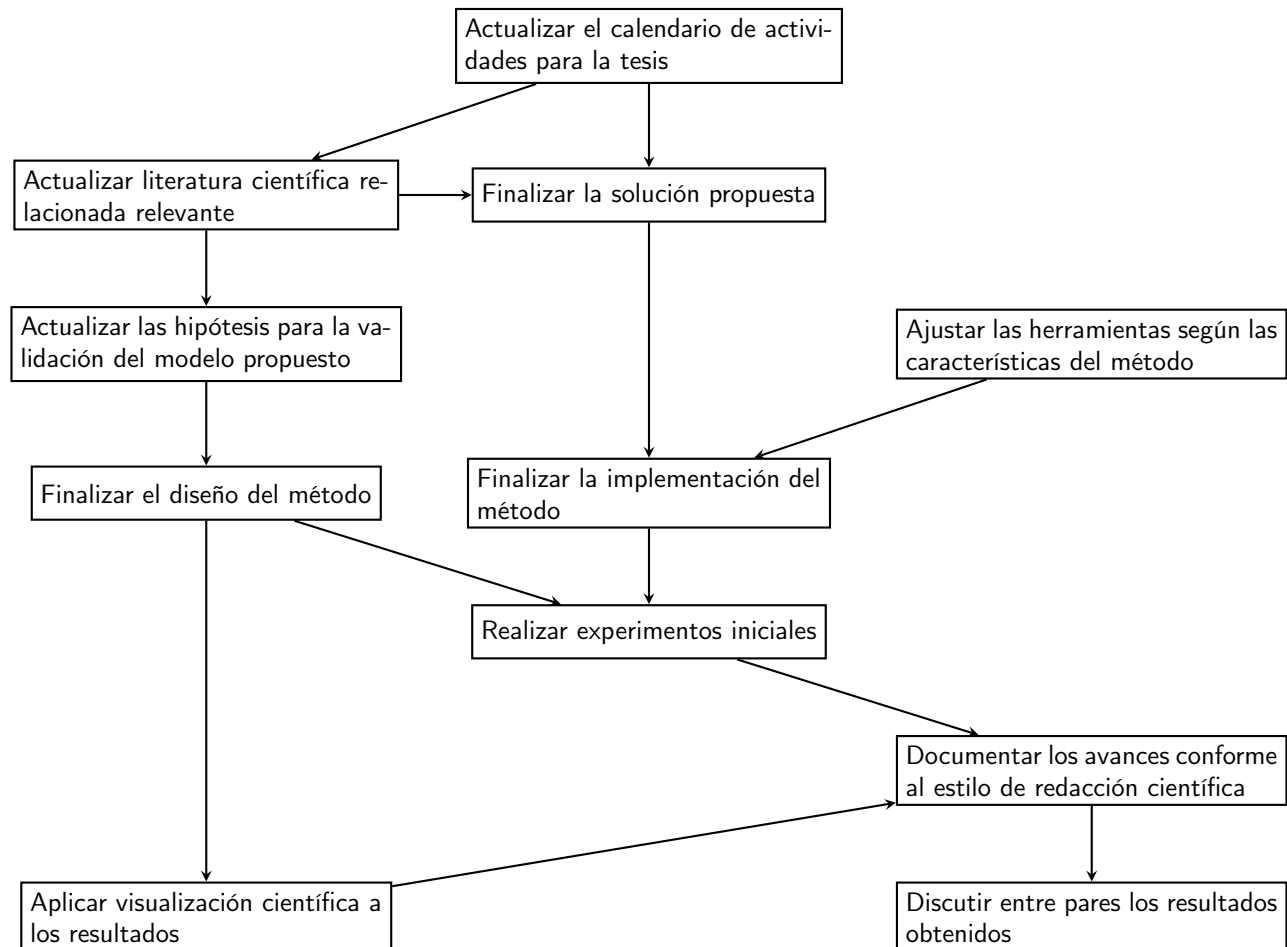 Actualizar el calendario de activi-
dades para la tesis
Actualizar literatura científica re-
lacionada relevante
Finalizar la solución propuesta
Actualizar las hipótesis para la va-
lidación del modelo propuesto
Ajustar las herramientas según las
características del método
Finalizar el diseño del método
Finalizar la implementación del
método
Realizar experimentos iniciales
Documentar los avances conforme
al estilo de redacción científica
Aplicar visualización científica a
los resultados
Discutir entre pares los resultados
obtenidos